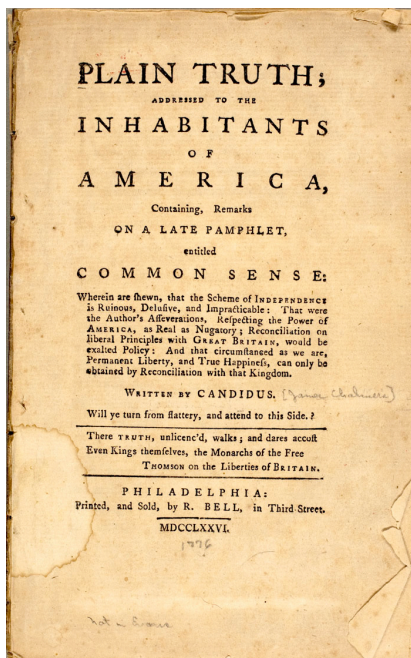 PLAIN TRUTH;
ADDRESSED TO THE
INHABITANTS
OF
AMERICA,
Containing, Remarks
ON A LATE PAMPHLET,
entitled
COMMON SENSE:
Wherein are ſhewn, that the Scheme of INDEPENDENCE
is Ruinous, Deluſive, and Impracticable: That were
the Author's Aſſeverations, Reſpecting the Power of
AMERICA, as Real as Nugatory; Reconciliation on
liberal Principles with GREAT BRITAIN, would be
exalted Policy: And that circumſtanced as we are,
Permanent Liberty, and True Happineſs, can only be
obtained by Reconciliation with that Kingdom.
WRITTEN BY CANDIDUS. [James Chalmers]
Will ye turn from flattery, and attend to this Side.?
There TRUTH, unlicenc'd, walks; and dares accoſt
Even Kings themſelves, the Monarchs of the Free
THOMSON on the Liberties of BRITAIN.
PHILADELPHIA:
Printed, and Sold, by R. BELL, in Third-Street.
MDCCLXXVI.
1776